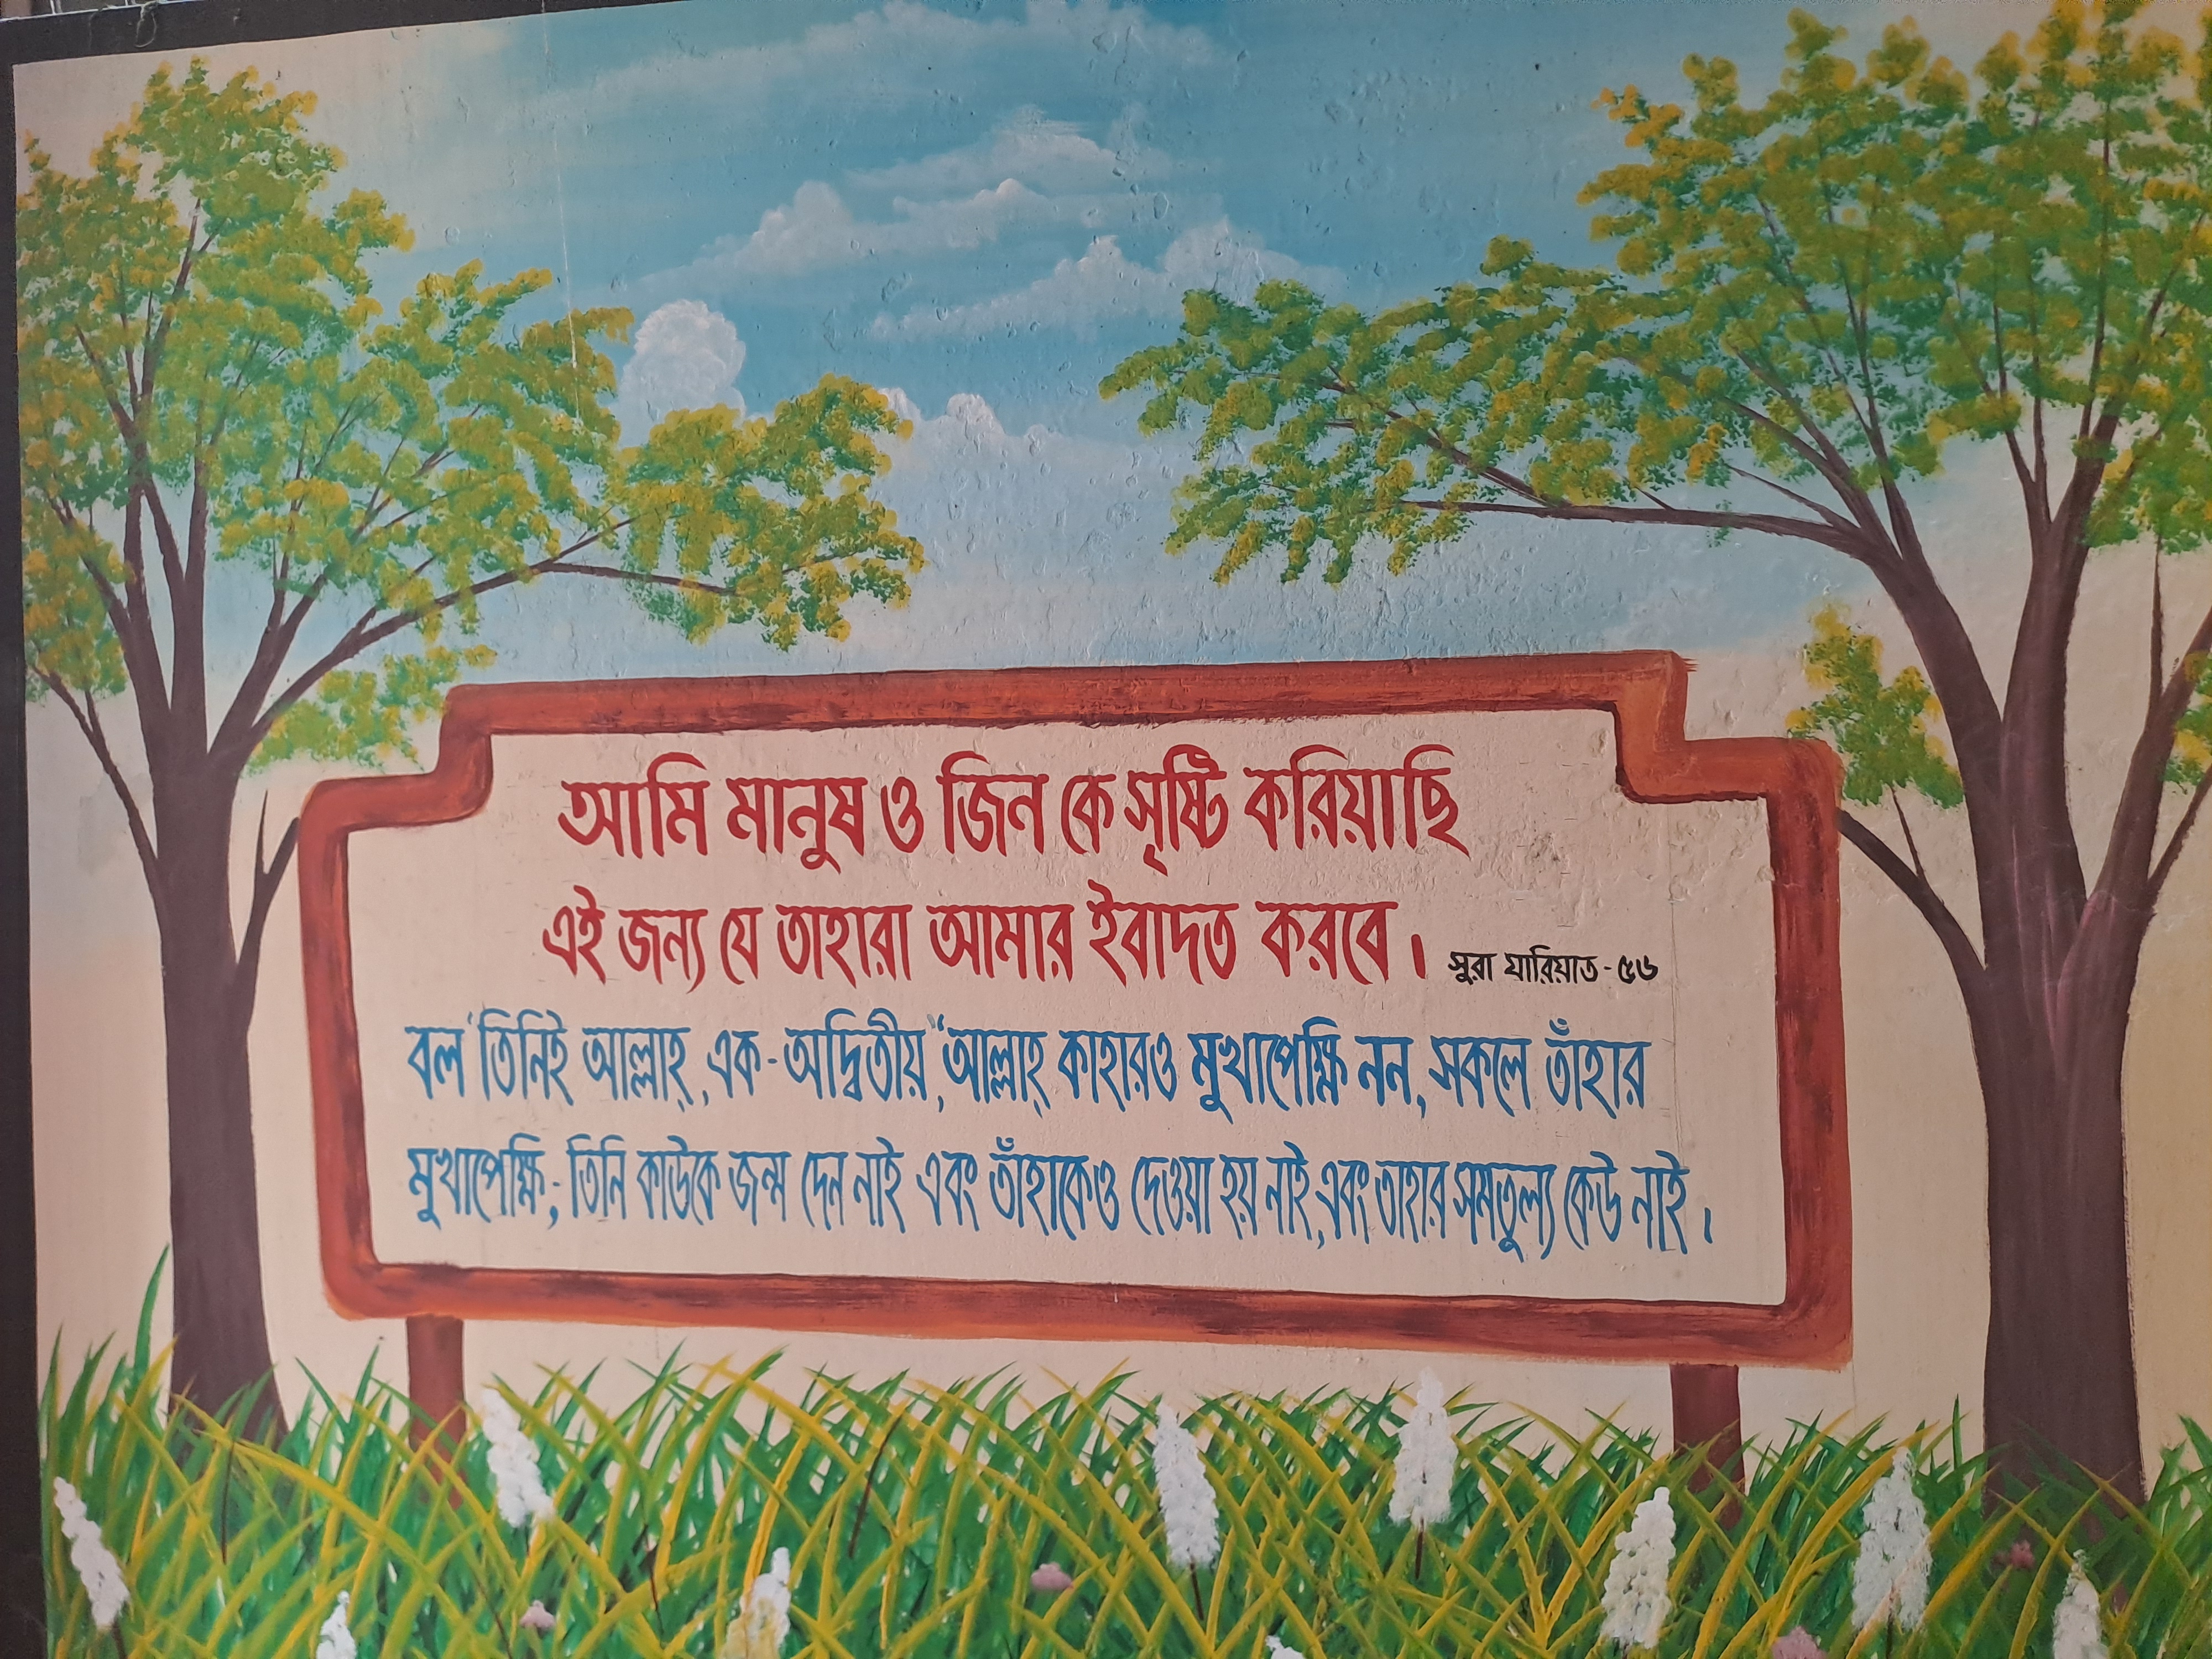 আমি মানুষ ও জিন কে সৃষ্টি করিয়াছি
এই জন্য যে তাহারা আমার ইবাদত করবে। সুরা যারিয়াত - ৫৬
বল 'তিনিই আল্লাহ্, এক - অদ্বিতীয়,"আল্লাহ্ কাহারও মুখাপেক্ষি নন, সকলে তাঁহার
মুখাপেক্ষি;- তিনি কাউকে জন্ম দেন নাই এবং তাঁহাকেও দেওয়া হয় নাই,এবং তাহার সমতুল্য কেউ নাই।